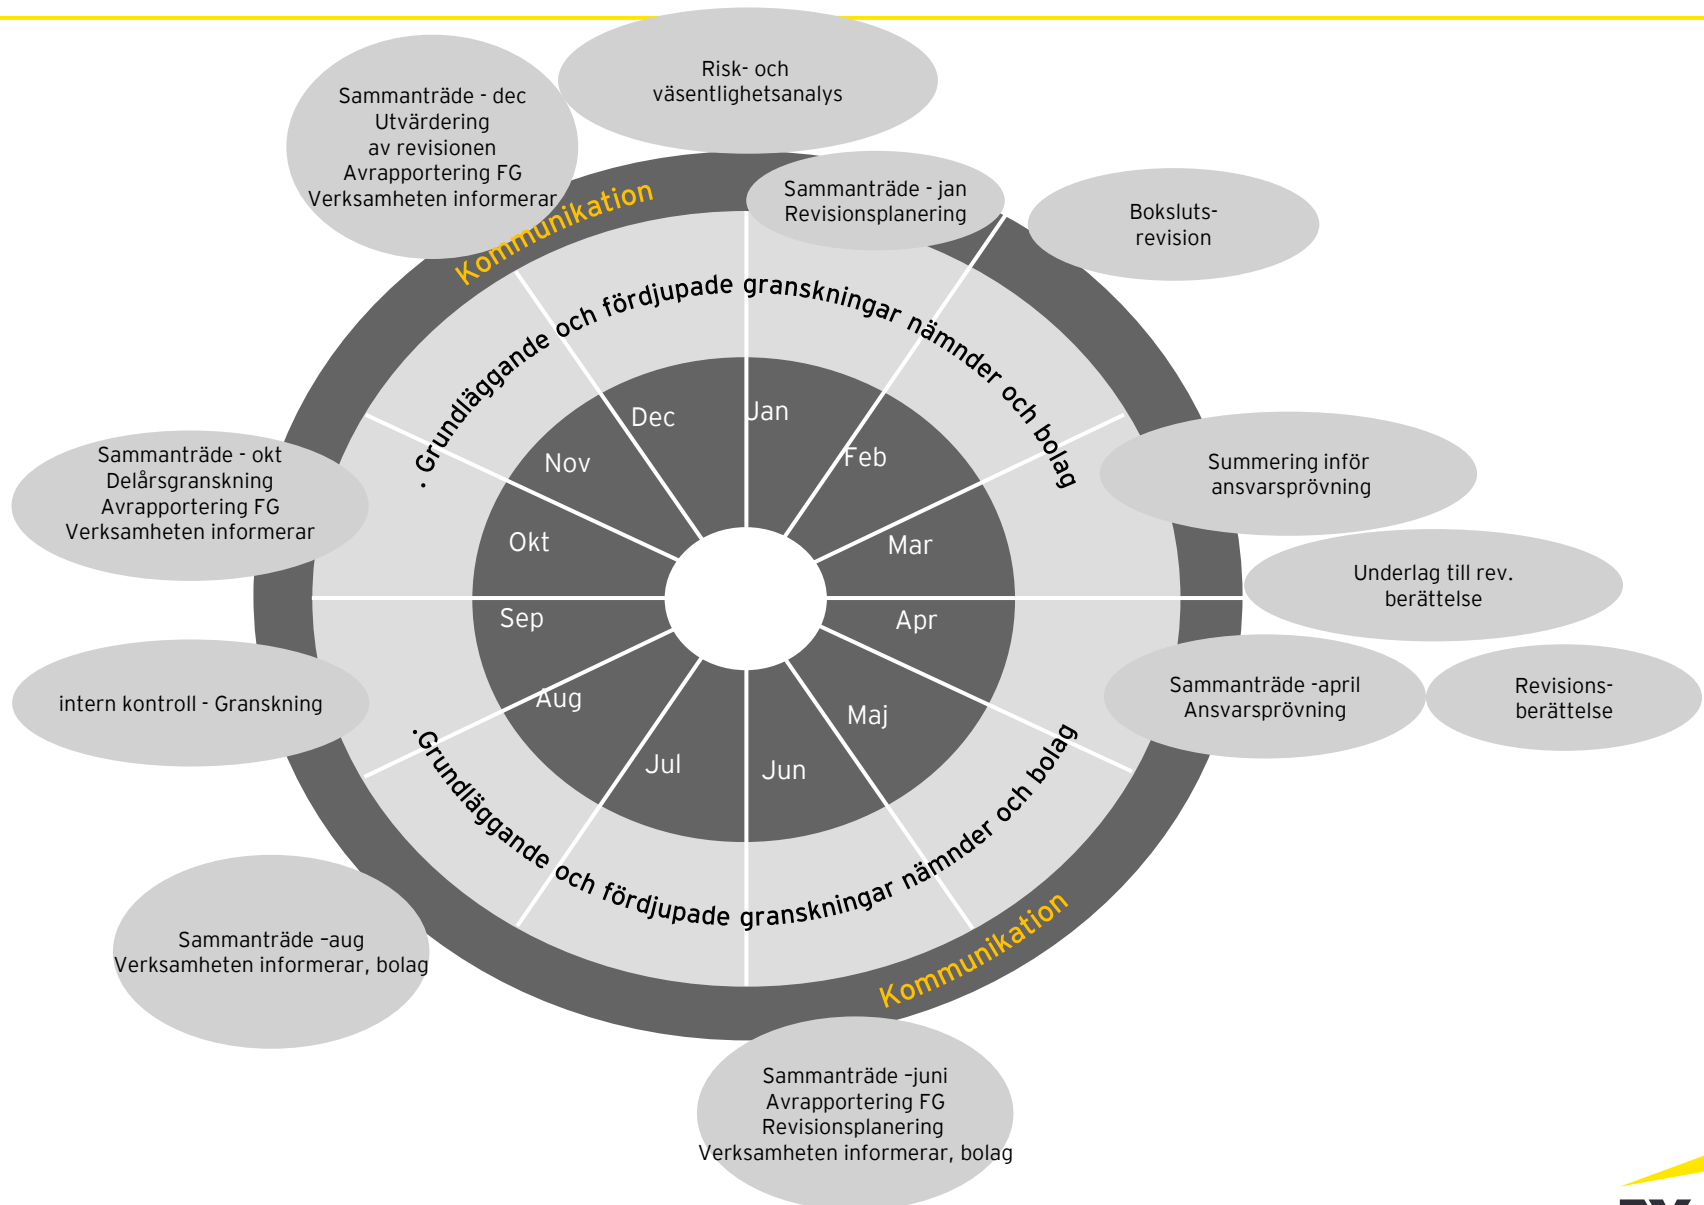 Risk- och
väsentlighetsanalys
Sammanträde - dec
Utvärdering
av revisionen
Avrapportering FG
Verksamheten informerar
Sammanträde - jan
Revisionsplanering
Boksluts-
revision
Kommunikation
. Grundläggande och fördjupade granskningar nämnder och bolag
Dec
Jan
Nov
Feb
Okt
Mar
Sep
Apr
Aug
Maj
Jul
Jun
Sammanträde - okt
Delårsgranskning
Avrapportering FG
Verksamheten informerar
Summering inför
ansvarsprövning
Underlag till rev.
berättelse
intern kontroll - Granskning
Sammanträde -april
Ansvarsprövning
Revisions-
berättelse
.Grundläggande och fördjupade granskningar nämnder och bolag
Kommunikation
Sammanträde –aug
Verksamheten informerar, bolag
Sammanträde –juni
Avrapportering FG
Revisionsplanering
Verksamheten informerar, bolag